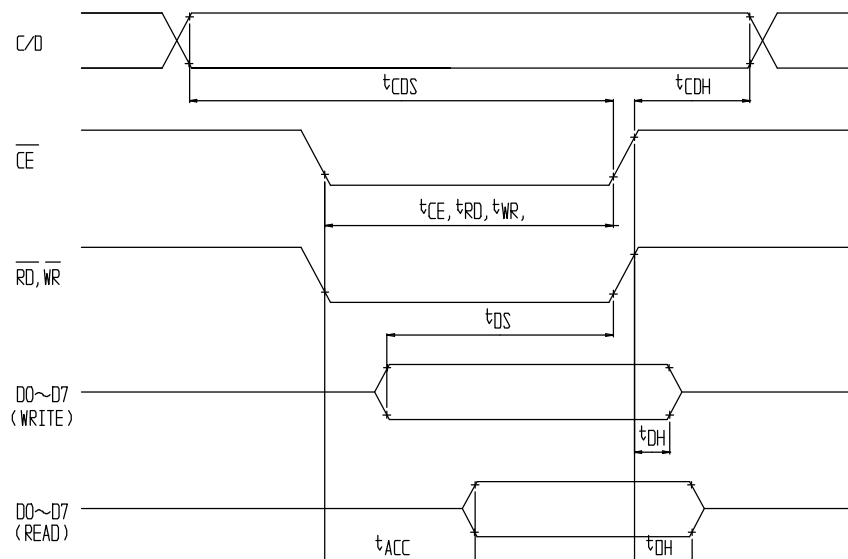 C/D
tCDS
tCDH
CE
tCE, tRD, tWR,
RD, WR
tDS
D0~D7
(WRITE)
tDH
D0~D7
(READ)
tACC
tOH